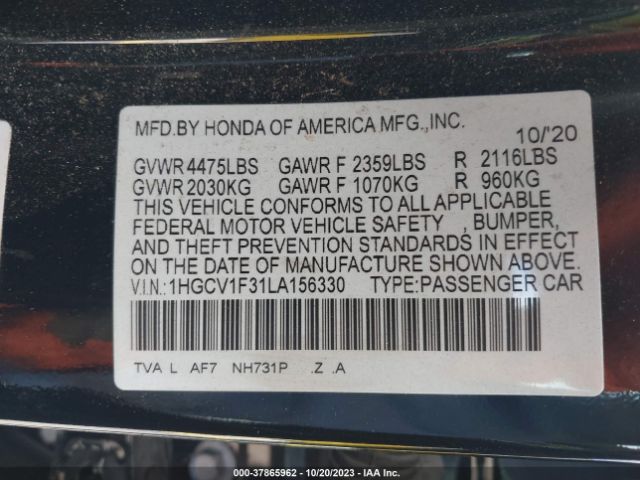 MFD.BY HONDA OF AMERICA MFG.,INC.
10/'20
GVWR 4475LBS GAWR F 2359LBS R 2116LBS
GVWR 2030KG GAWR F 1070KG R 960KG
THIS VEHICLE CONFORMS TO ALL APPLICABLE
FEDERAL MOTOR VEHICLE SAFETY , BUMPER,
AND THEFT PREVENTION STANDARDS IN EFFECT
ON THE DATE OF MANUFACTURE SHOWN ABOVE.
V.I.N.:1HGCV1F31LA156330 TYPE:PASSENGER CAR
TVA L AF7 NH731P .Z .A
000-37865962 | 10/20/2023 | IAA Inc.